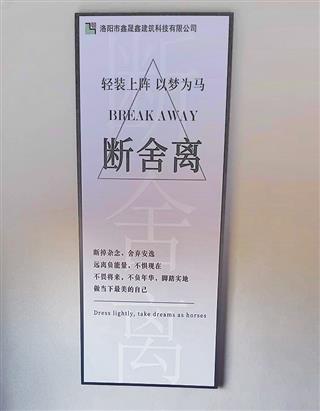 洛阳市鑫晟鑫建筑科技有限公司
轻装上阵 以梦为马
BREAK AWAY
断舍离
断掉杂念，舍弃安逸
远离负能量，不惧现在
不畏将来，不负年华，脚踏实地
做当下最美的自己
Dress lightly, take dreams as horses
断舍离